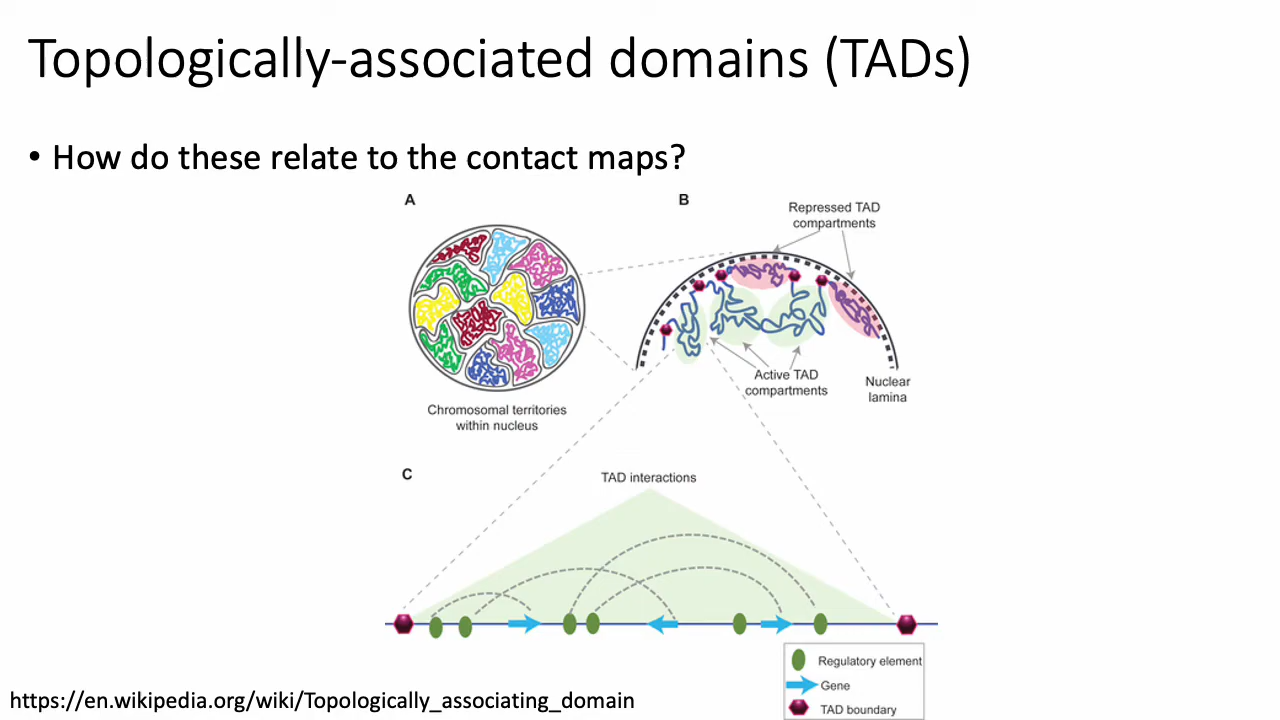 Topologically-associated domains (TADs)
• How do these relate to the contact maps?
A
B
Repressed TAD
compartments
Active TAD
compartments
Nuclear
lamina
Chromosomal territories
within nucleus
C
TAD interactions
Regulatory element
Gene
TAD boundary
https://en.wikipedia.org/wiki/Topologically_associating_domain